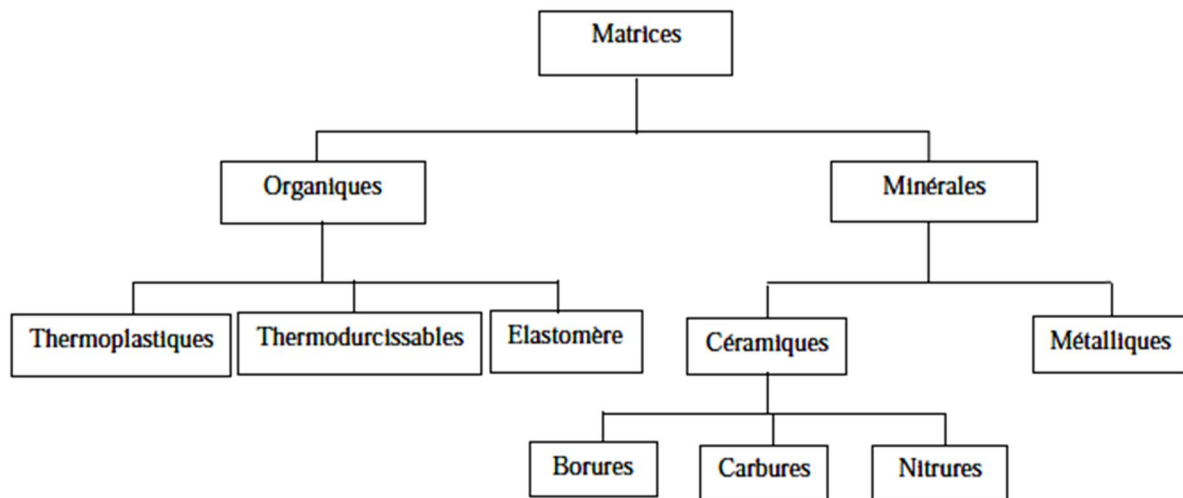 Matrices
Organiques
Minérales
Thermoplastiques
Thermodurcissables
Elastomère
Céramiques
Métalliques
Borures
Carbures
Nitrures